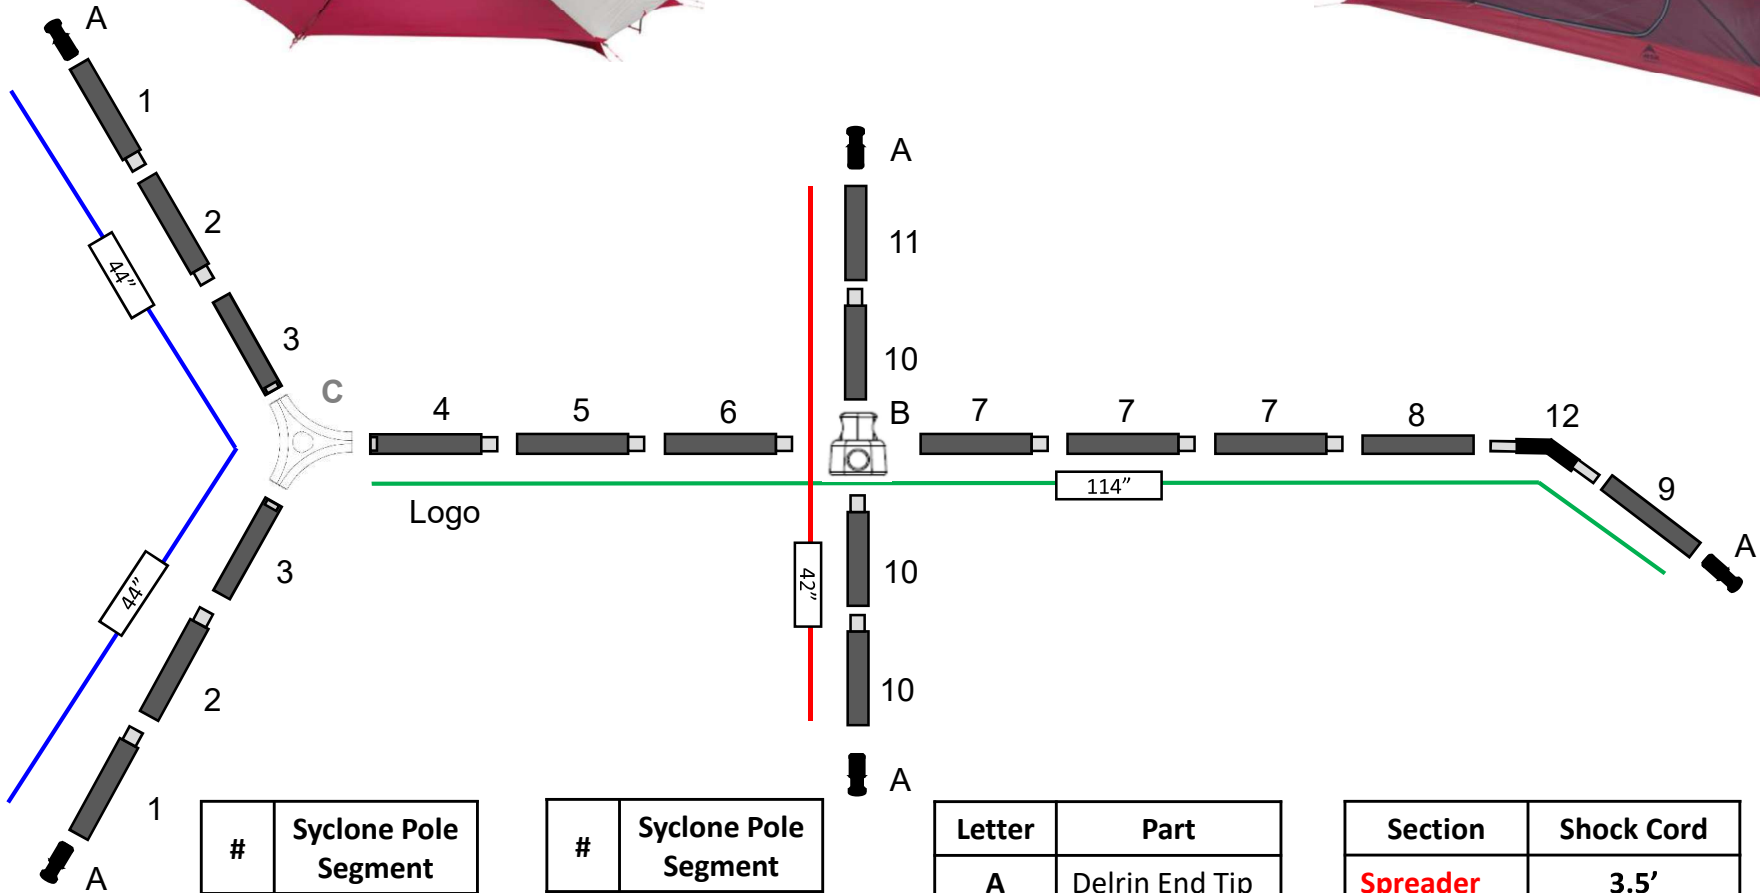 A
1
2
44”
3
C
A
11
10
B
4
5
6
7
7
7
8
12
9
A
114”
Logo
42”
10
10
A
44”
3
2
1
A
# Syclone Pole Segment
# Syclone Pole Segment
Letter Part
A Delrin End Tip
Section Shock Cord
Spreader 3.5’